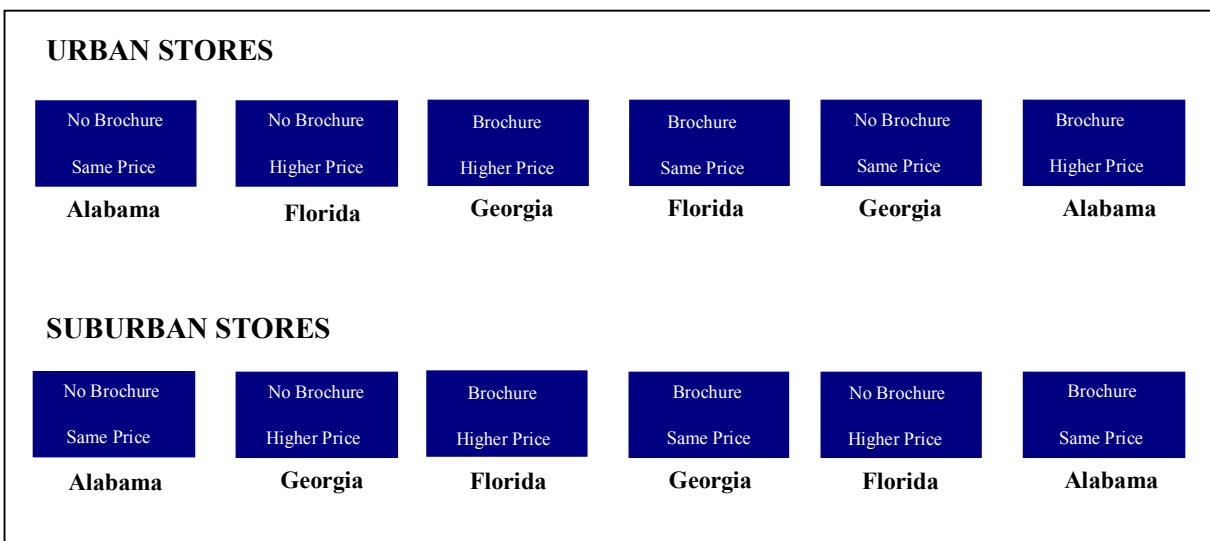 URBAN STORES
No Brochure
Same Price
Alabama
No Brochure
Higher Price
Florida
Brochure
Higher Price
Georgia
Brochure
Same Price
Florida
No Brochure
Same Price
Georgia
Brochure
Higher Price
Alabama
SUBURBAN STORES
No Brochure
Same Price
Alabama
No Brochure
Higher Price
Georgia
Brochure
Higher Price
Florida
Brochure
Same Price
Georgia
No Brochure
Higher Price
Florida
Brochure
Same Price
Alabama